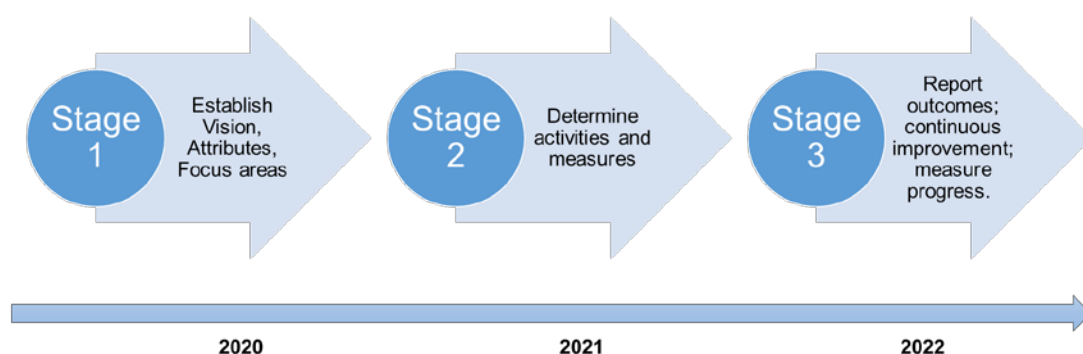 Stage
1
Establish
Vision,
Attributes,
Focus areas
Stage
2
Determine
activities and
measures
Stage
3
Report
outcomes;
continuous
improvement;
measure
progress.
2020
2021
2022